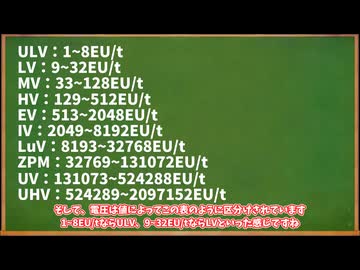 ULV：1~8EU/t
LV：9~32EU/t
MV：33~128EU/t
HV：129~512EU/t
EV：513~2048EU/t
IV：2049~8192EU/t
LuV：8193~32768EU/t
ZPM：32769~131072EU/t
UV：131073~524288EU/t
UHV：524289~2097152EU/t
そして、電圧は値によってこの表のように区分けされています
1~8EU/tならULV、9~32EU/tならLVといった感じですね